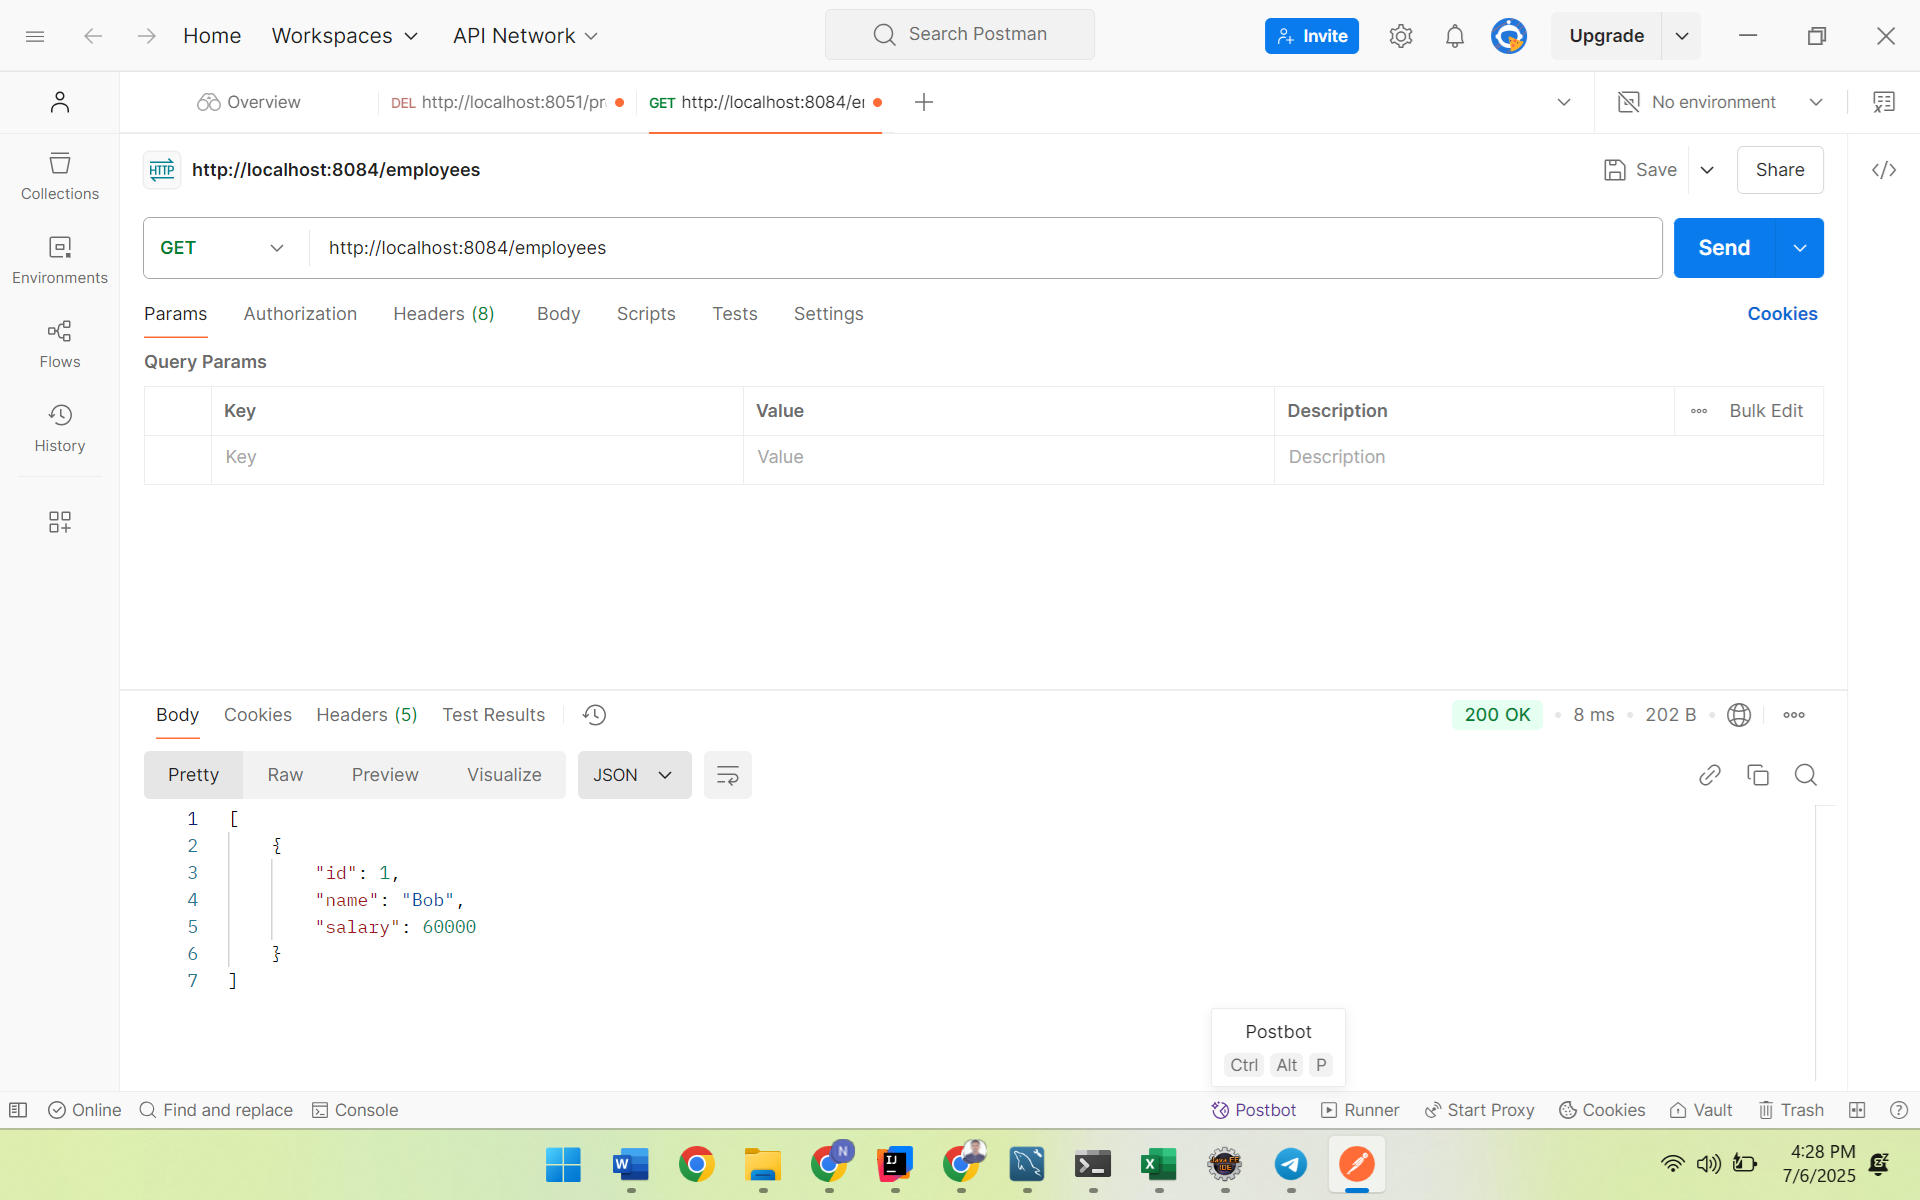 Home Workspaces API Network Search Postman Invite Upgrade
Overview DEL http://localhost:8051/pr GET http://localhost:8084/e No environment
HTTP http://localhost:8084/employees Save Share
Collections
GET http://localhost:8084/employees Send
Environments
Params Authorization Headers (8) Body Scripts Tests Settings Cookies
Flows
Query Params
Key Value Description Bulk Edit
History
Key Value Description
Body Cookies Headers (5) Test Results 200 OK 8 ms 202 B
Pretty Raw Preview Visualize JSON
1 [
2 {
3 "id": 1,
4 "name": "Bob",
5 "salary": 60000
6 }
7 ]
Postbot
Ctrl Alt P
Online Find and replace Console Postbot Runner Start Proxy Cookies Vault Trash
4:28 PM
7/6/2025